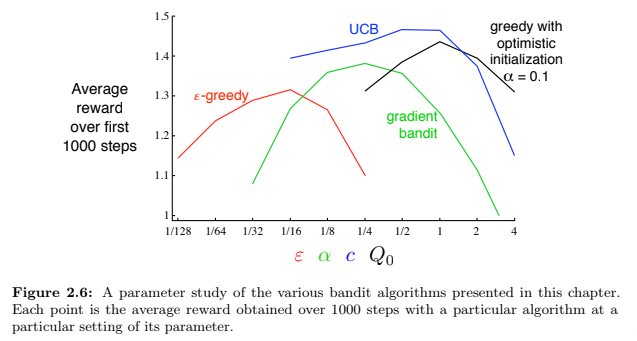 Average
reward
over first
1000 steps
1.5
1.4
1.3
1.2
1.1
1
ε-greedy
UCB
gradient
bandit
greedy with
optimistic
initialization
α = 0.1
1/128 1/64 1/32 1/16 1/8 1/4 1/2 1 2 4
ε α c Q₀
Figure 2.6: A parameter study of the various bandit algorithms presented in this chapter.
Each point is the average reward obtained over 1000 steps with a particular algorithm at a
particular setting of its parameter.